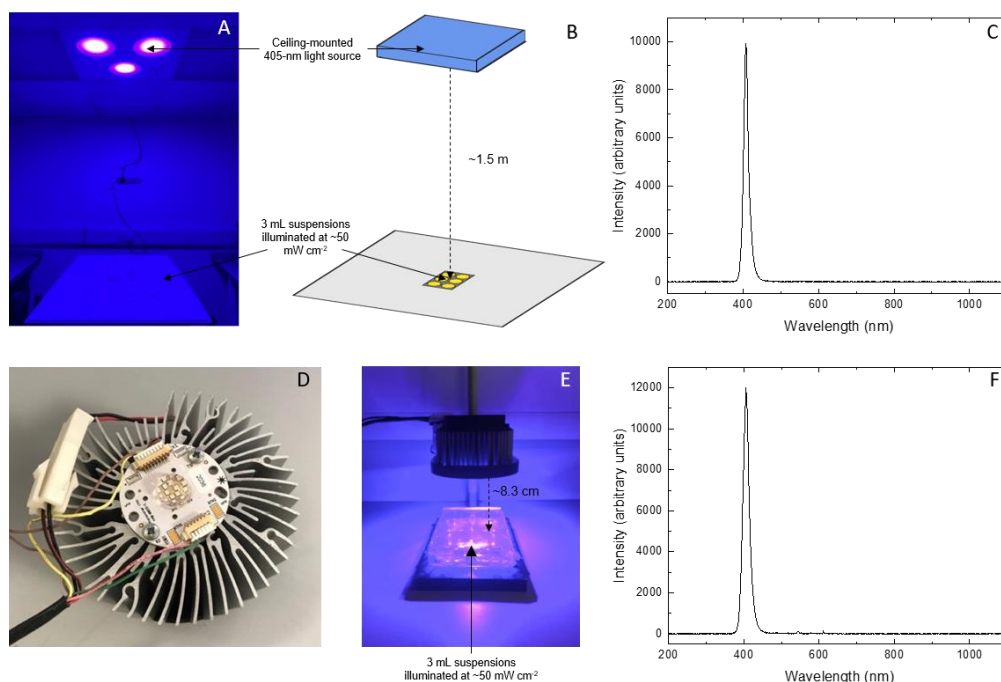 A
Ceiling-mounted
405-nm light source
B
~1.5 m
3 mL suspensions
illuminated at ~50
mW cm⁻²
C
10000
8000
6000
4000
2000
0
Intensity (arbitrary units)
200 400 600 800 1000
Wavelength (nm)
D
E
~8.3 cm
3 mL suspensions
illuminated at ~50 mW cm⁻²
F
12000
10000
8000
6000
4000
2000
0
Intensity (arbitrary units)
200 400 600 800 1000
Wavelength (nm)